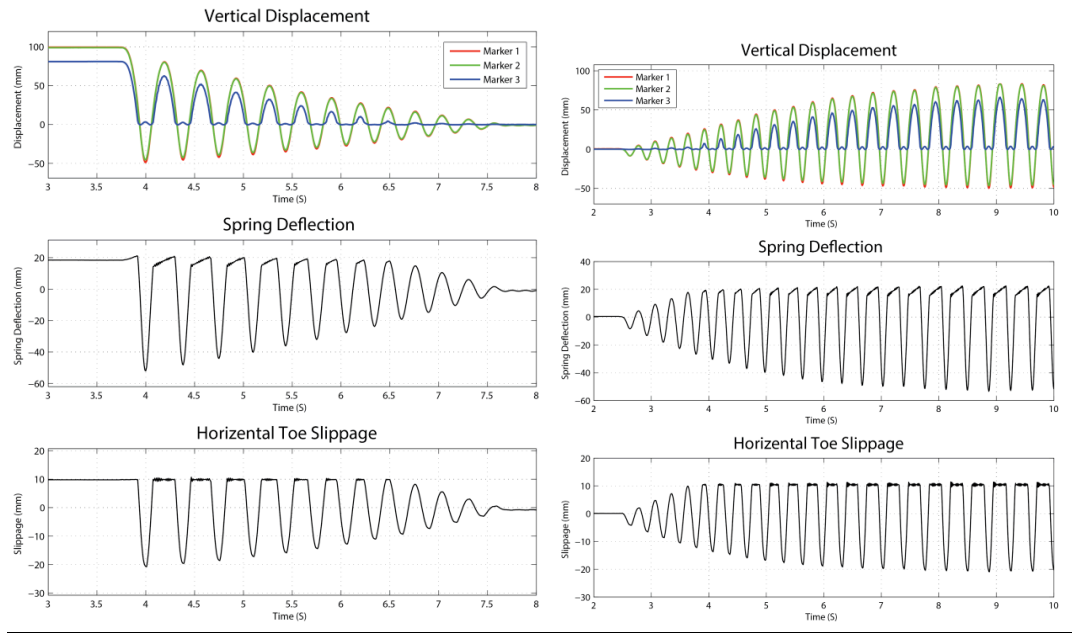 Vertical Displacement
Displacement (mm)
100
50
0
−50
Marker 1
Marker 2
Marker 3
3 3.5 4 4.5 5 5.5 6 6.5 7 7.5 8
Time (S)
Spring Deflection
Spring Deflection (mm)
20
0
−20
−40
−60
3 3.5 4 4.5 5 5.5 6 6.5 7 7.5 8
Time (S)
Horizental Toe Slippage
Slippage (mm)
20
10
0
−10
−20
−30
3 3.5 4 4.5 5 5.5 6 6.5 7 7.5 8
Time (S)
Vertical Displacement
Displacement (mm)
100
50
0
−50
Marker 1
Marker 2
Marker 3
2 3 4 5 6 7 8 9 10
Time (S)
Spring Deflection
Spring Deflection (mm)
40
20
0
−20
−40
−60
2 3 4 5 6 7 8 9 10
Time (S)
Horizental Toe Slippage
Slippage (mm)
20
10
0
−10
−20
−30
2 3 4 5 6 7 8 9 10
Time (S)